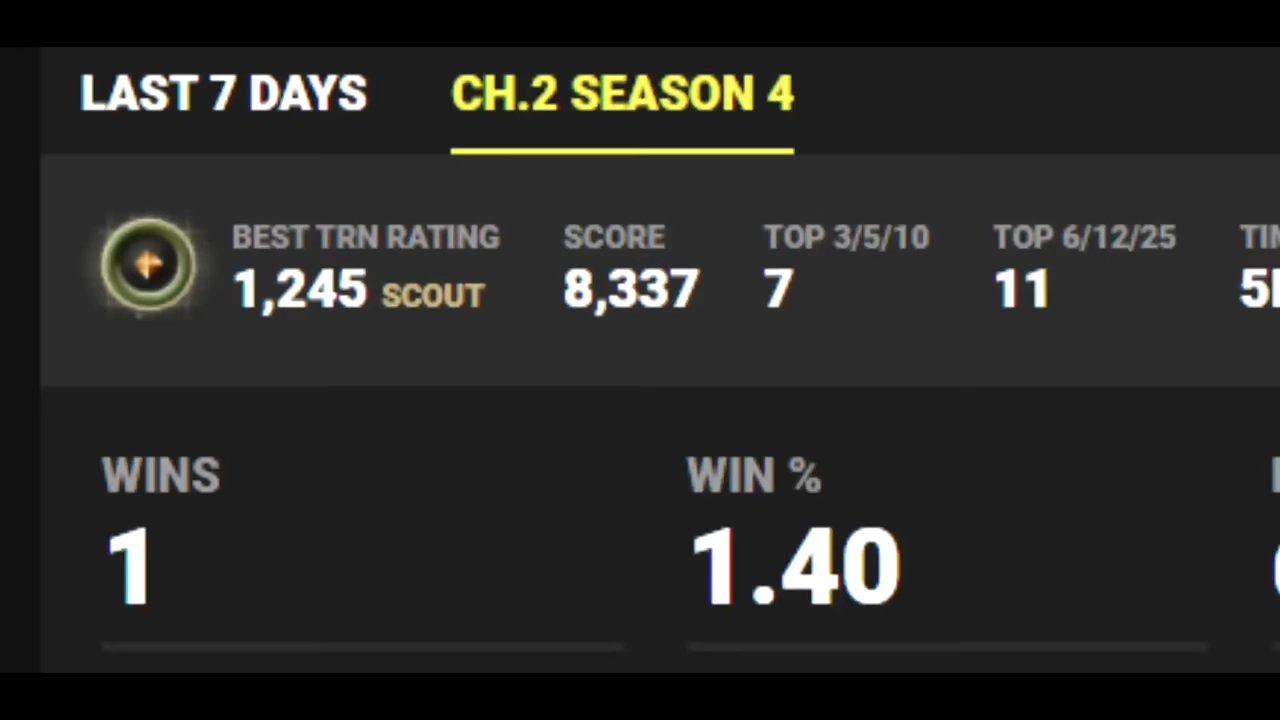 LAST 7 DAYS CH.2 SEASON 4
BEST TRN RATING SCORE TOP 3/5/10 TOP 6/12/25
1,245 SCOUT 8,337 7 11
WINS WIN %
1 1.40